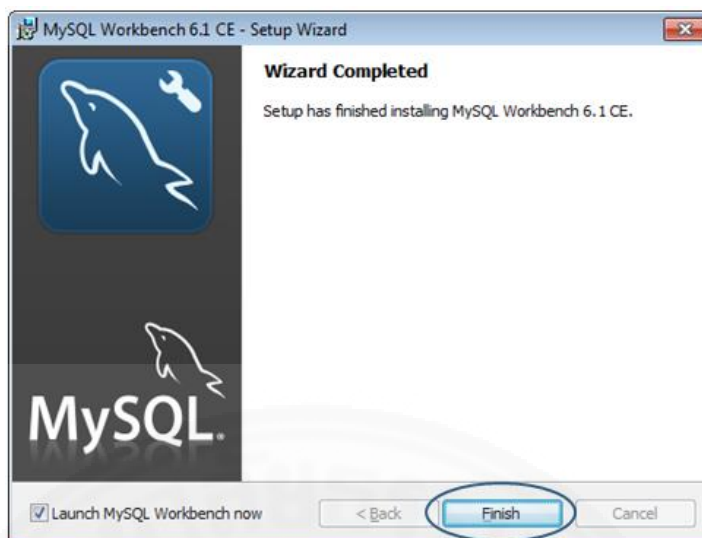 MySQL Workbench 6.1 CE - Setup Wizard
Wizard Completed
Setup has finished installing MySQL Workbench 6.1 CE.
MySQL®
Launch MySQL Workbench now
< Back
Finish
Cancel